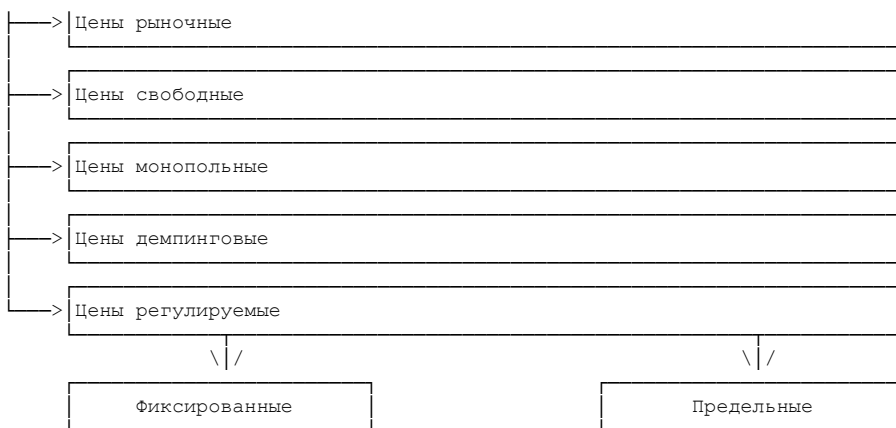 Цены рыночные
Цены свободные
Цены монопольные
Цены демпинговые
Цены регулируемые
Фиксированные
Предельные